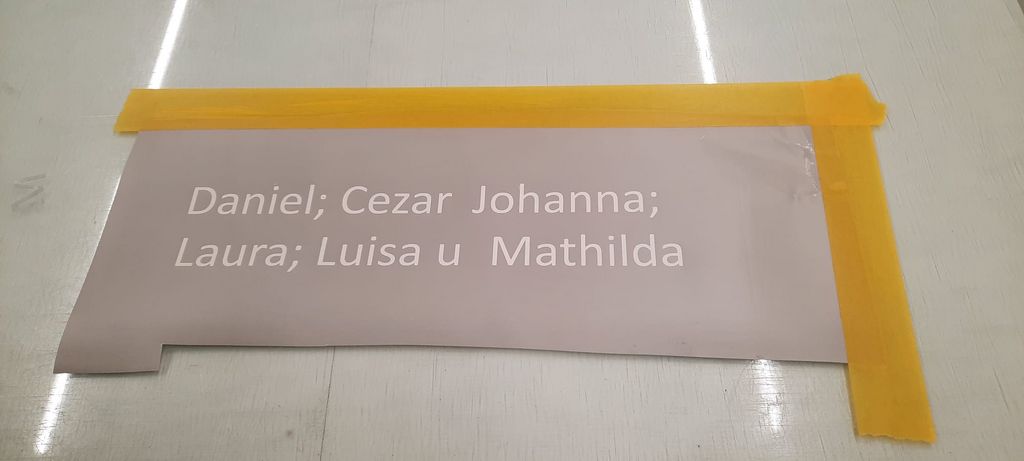 Daniel; Cezar Johanna;
Laura; Luisa u Mathilda